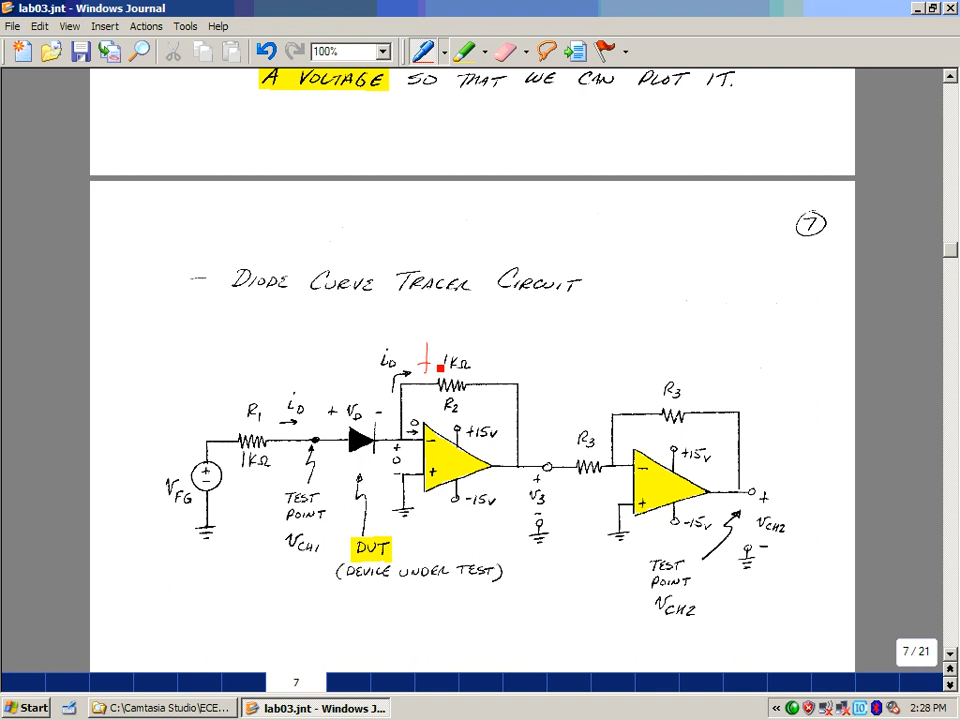 lab03.jnt - Windows Journal
File Edit View Insert Actions Tools Help
100%
A VOLTAGE SO THAT WE CAN PLOT IT.
7
- DIODE CURVE TRACER CIRCUIT
iD + 1KΩ
R2
R1 iD + VD -
1KΩ
0
+ 0 -
- +
+15V
-15V
VFG
+ -
TEST POINT
VCH1
DUT
(DEVICE UNDER TEST)
+ V3 -
R3
R3
- +
+15V
-15V
+ VCH2 -
TEST POINT
VCH2
7 / 21
7
Start C:\Camtasia Studio\ECE... lab03.jnt - Windows J... « 2:28 PM